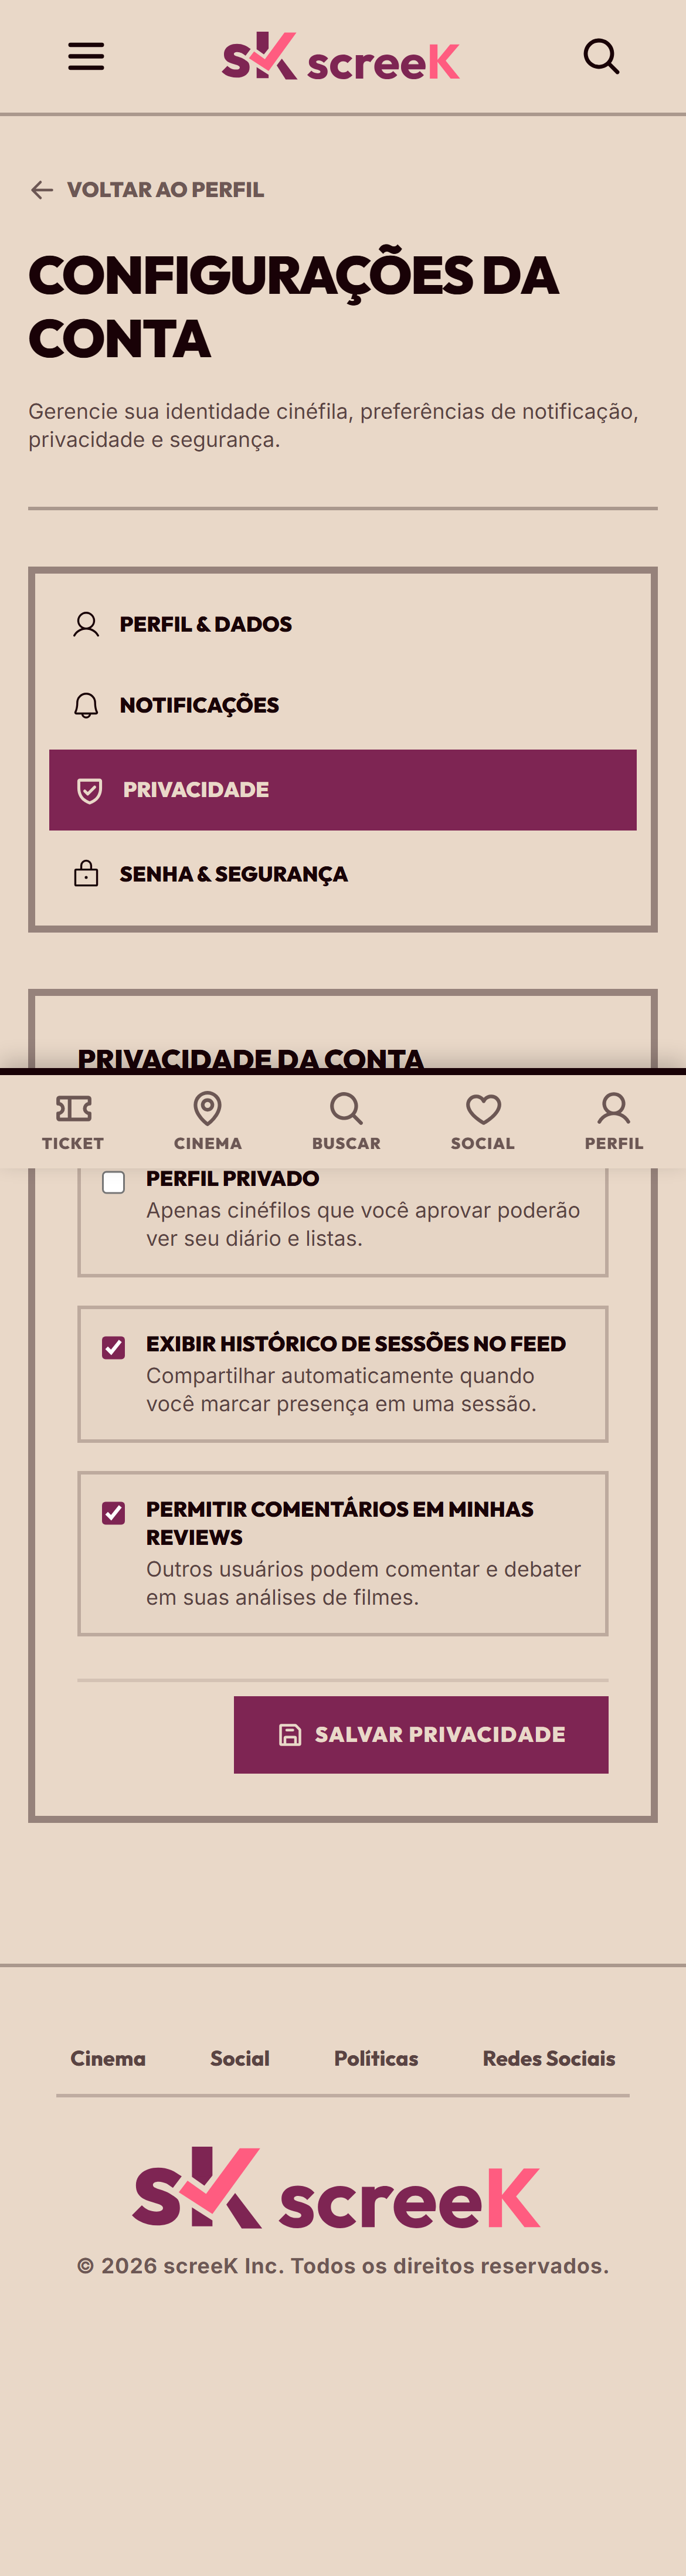 sK screeK
VOLTAR AO PERFIL
CONFIGURAÇÕES DA
CONTA
Gerencie sua identidade cinéfila, preferências de notificação,
privacidade e segurança.
PERFIL & DADOS
NOTIFICAÇÕES
PRIVACIDADE
SENHA & SEGURANÇA
PRIVACIDADE DA CONTA
TICKET
CINEMA
BUSCAR
SOCIAL
PERFIL
PERFIL PRIVADO
Apenas cinéfilos que você aprovar poderão
ver seu diário e listas.
EXIBIR HISTÓRICO DE SESSÕES NO FEED
Compartilhar automaticamente quando
você marcar presença em uma sessão.
PERMITIR COMENTÁRIOS EM MINHAS
REVIEWS
Outros usuários podem comentar e debater
em suas análises de filmes.
SALVAR PRIVACIDADE
Cinema
Social
Políticas
Redes Sociais
sK screeK
© 2026 screeK Inc. Todos os direitos reservados.